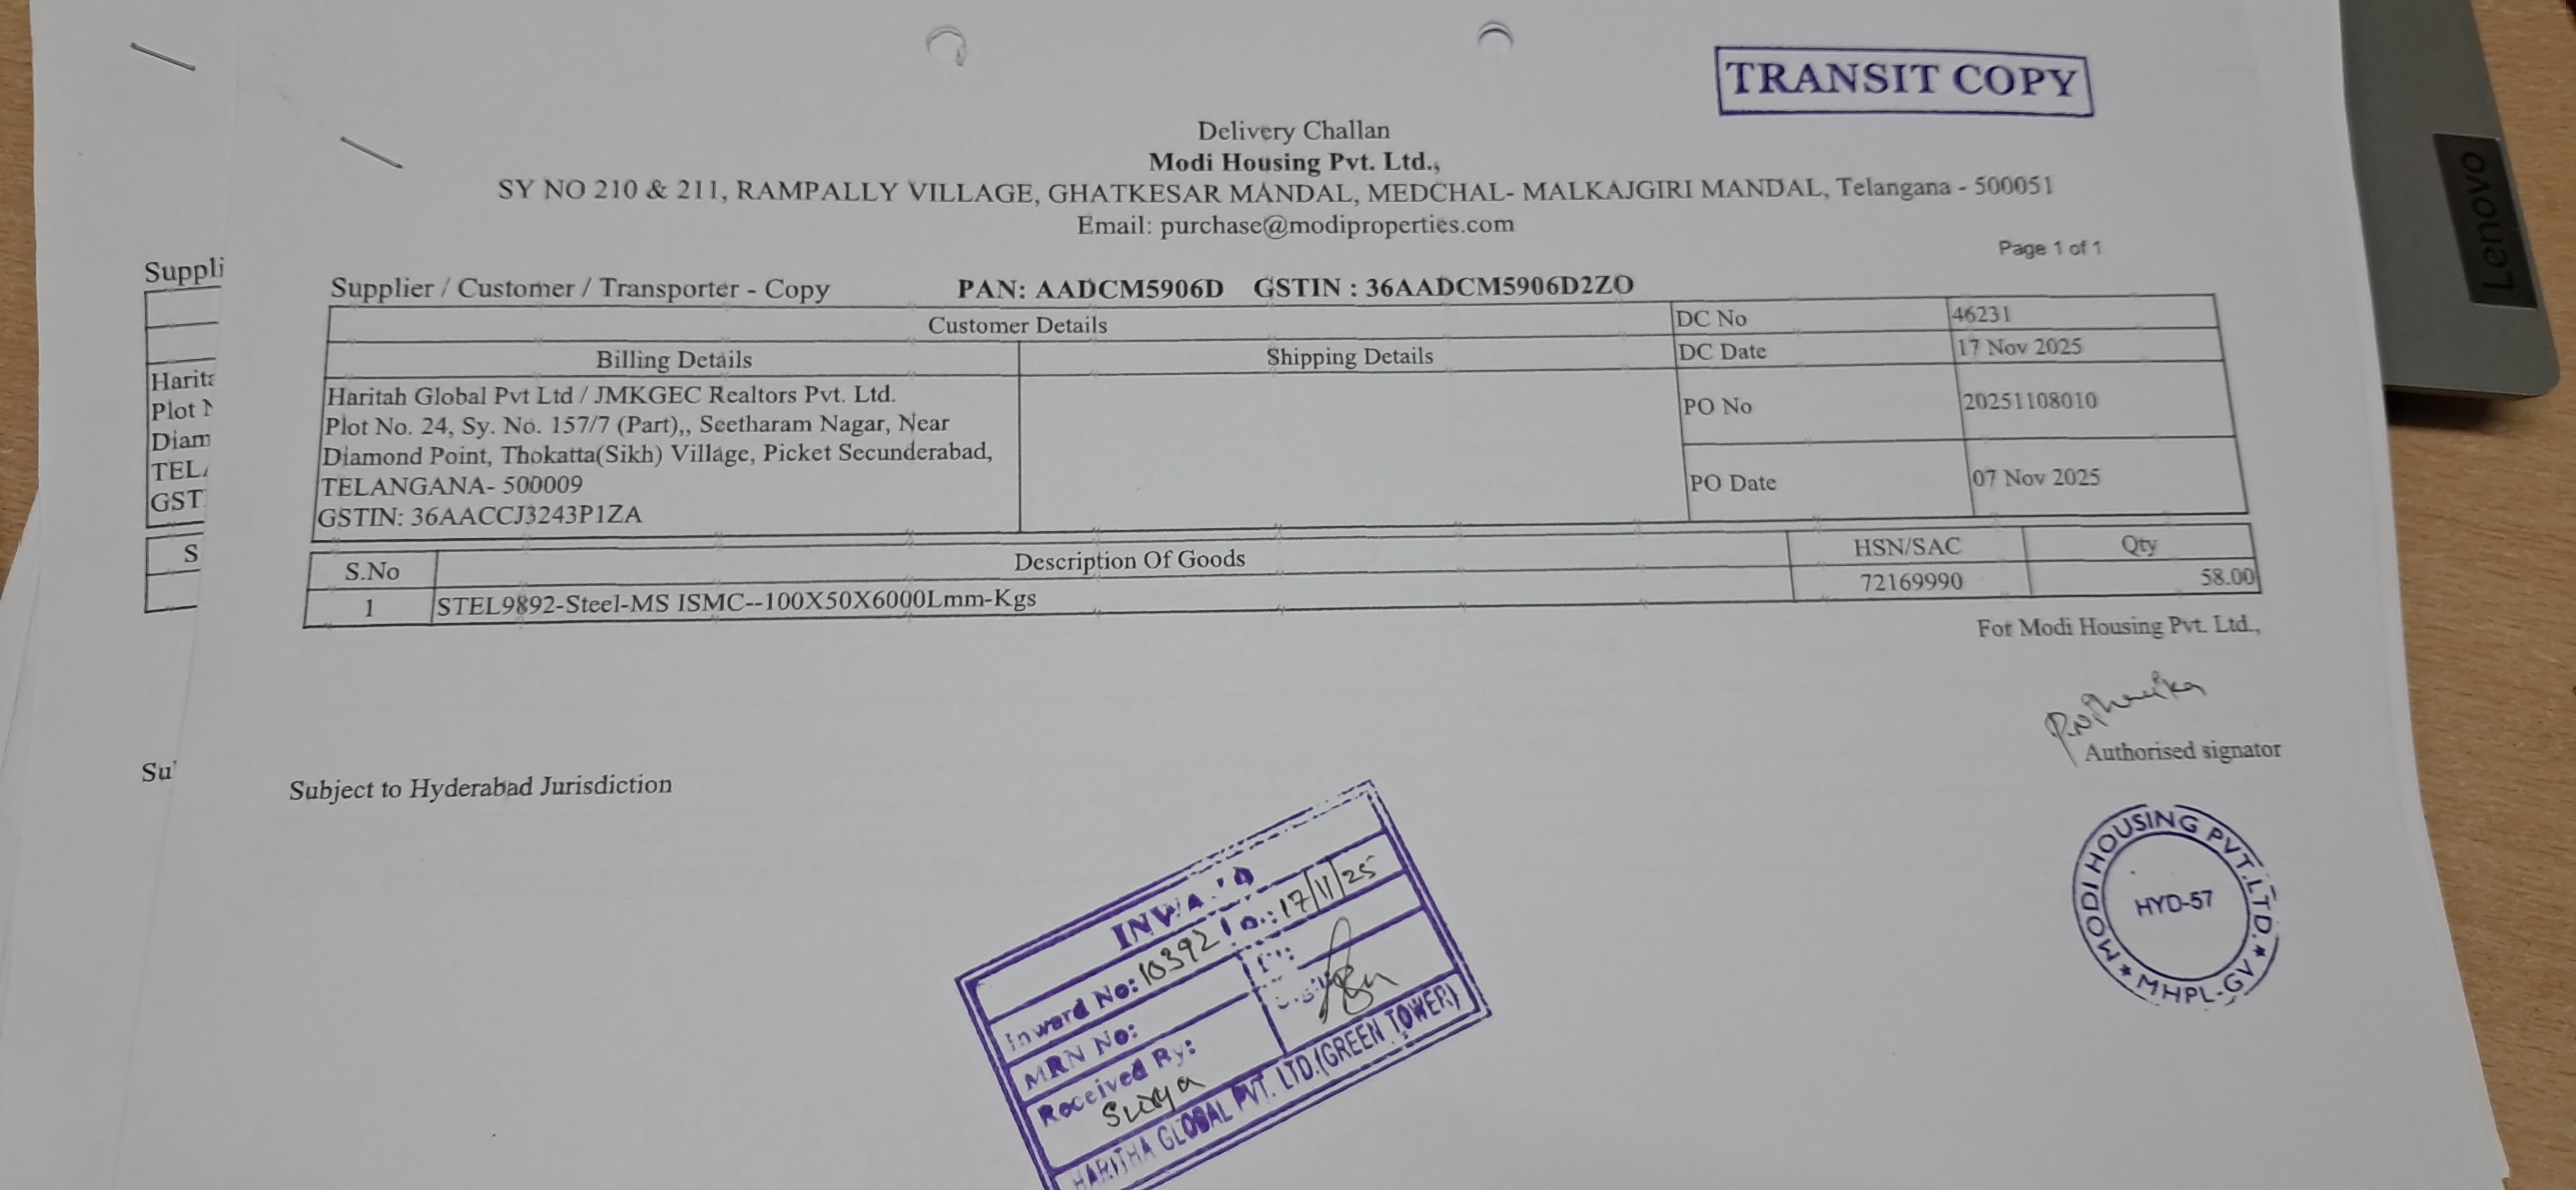 TRANSIT COPY
Delivery Challan
Modi Housing Pvt. Ltd.,
SY NO 210 & 211, RAMPALLY VILLAGE, GHATKESAR MANDAL, MEDCHAL- MALKAJGIRI MANDAL, Telangana - 500051
Email: purchase@modiproperties.com
Page 1 of 1
Supplier / Customer / Transporter - Copy PAN: AADCM5906D GSTIN : 36AADCM5906D2ZO
Customer Details
DC No 46231
Billing Details Shipping Details
DC Date 17 Nov 2025
Haritah Global Pvt Ltd / JMKGEC Realtors Pvt. Ltd.
Plot No. 24, Sy. No. 157/7 (Part),, Seetharam Nagar, Near
Diamond Point, Thokatta(Sikh) Village, Picket Secunderabad,
TELANGANA- 500009
GSTIN: 36AACCJ3243P1ZA
PO No 20251108010
PO Date 07 Nov 2025
S.No Description Of Goods HSN/SAC Qty
1 STEL9892-Steel-MS ISMC--100X50X6000Lmm-Kgs 72169990 58.00
For Modi Housing Pvt. Ltd.,
Authorised signator
Subject to Hyderabad Jurisdiction
MODI HOUSING PVT. LTD.
HYD-57
★ MHPL-GV ★
Inward No: 10392 17/11/25
MRN No:
Received By:
Surya
HARITHA GLOBAL PVT. LTD.(GREEN TOWER)
Suppli
Plot N
Diam
GST
S
Su
Lenovo